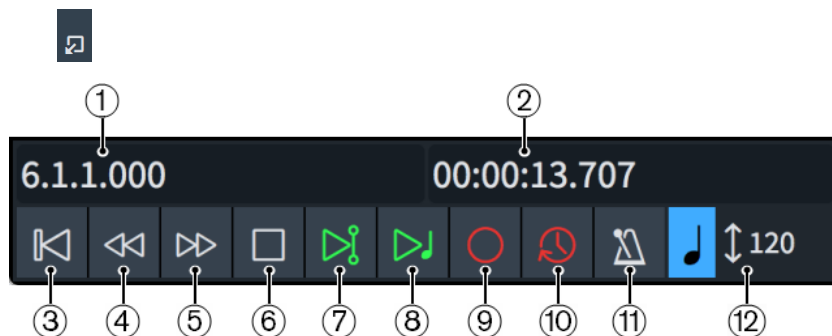 ① ②
6.1.1.000 00:00:13.707
120
③ ④ ⑤ ⑥ ⑦ ⑧ ⑨ ⑩ ⑪ ⑫